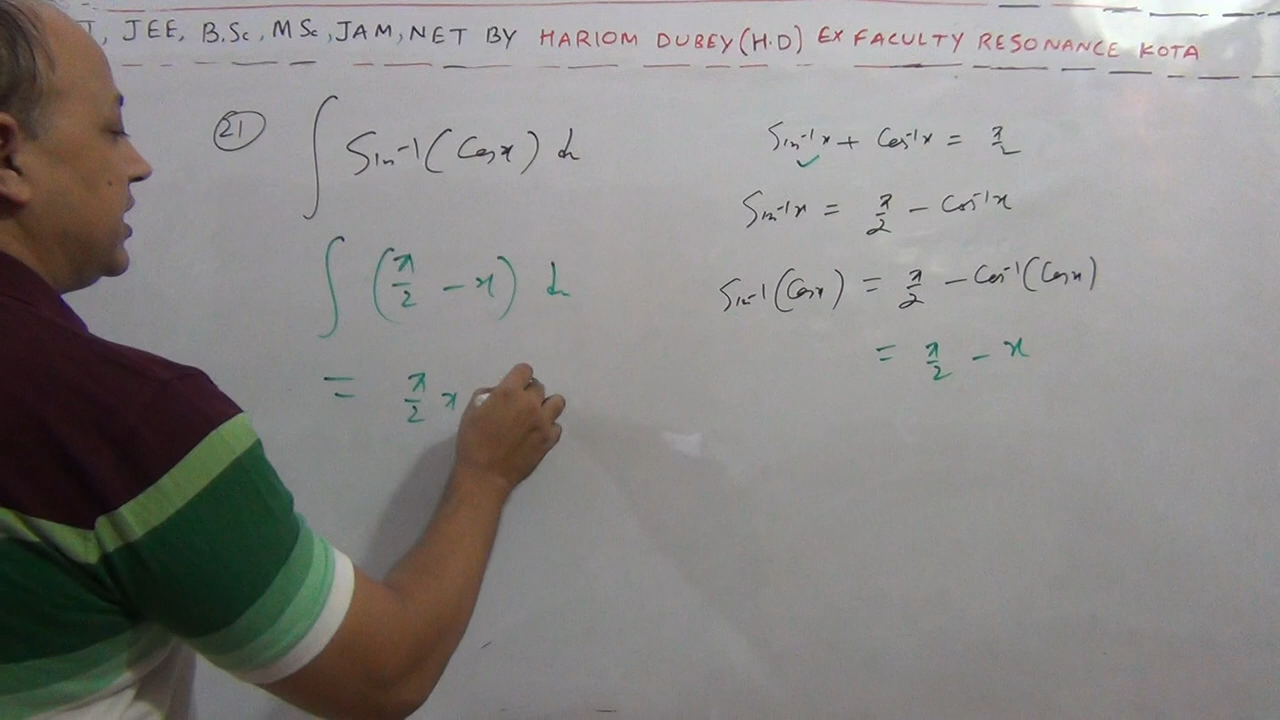 , JEE, B.Sc, MSc, JAM, NET BY HARIOM DUBEY (H.D) EX FACULTY RESONANCE KOTA
21 ∫ Sin⁻¹(Cosx) dx
∫ (π/2 - x) dx
= π/2 x
Sin⁻¹x + Cos⁻¹x = π/2
Sin⁻¹x = π/2 - Cos⁻¹x
Sin⁻¹(Cosx) = π/2 - Cos⁻¹(Cosx)
= π/2 - x